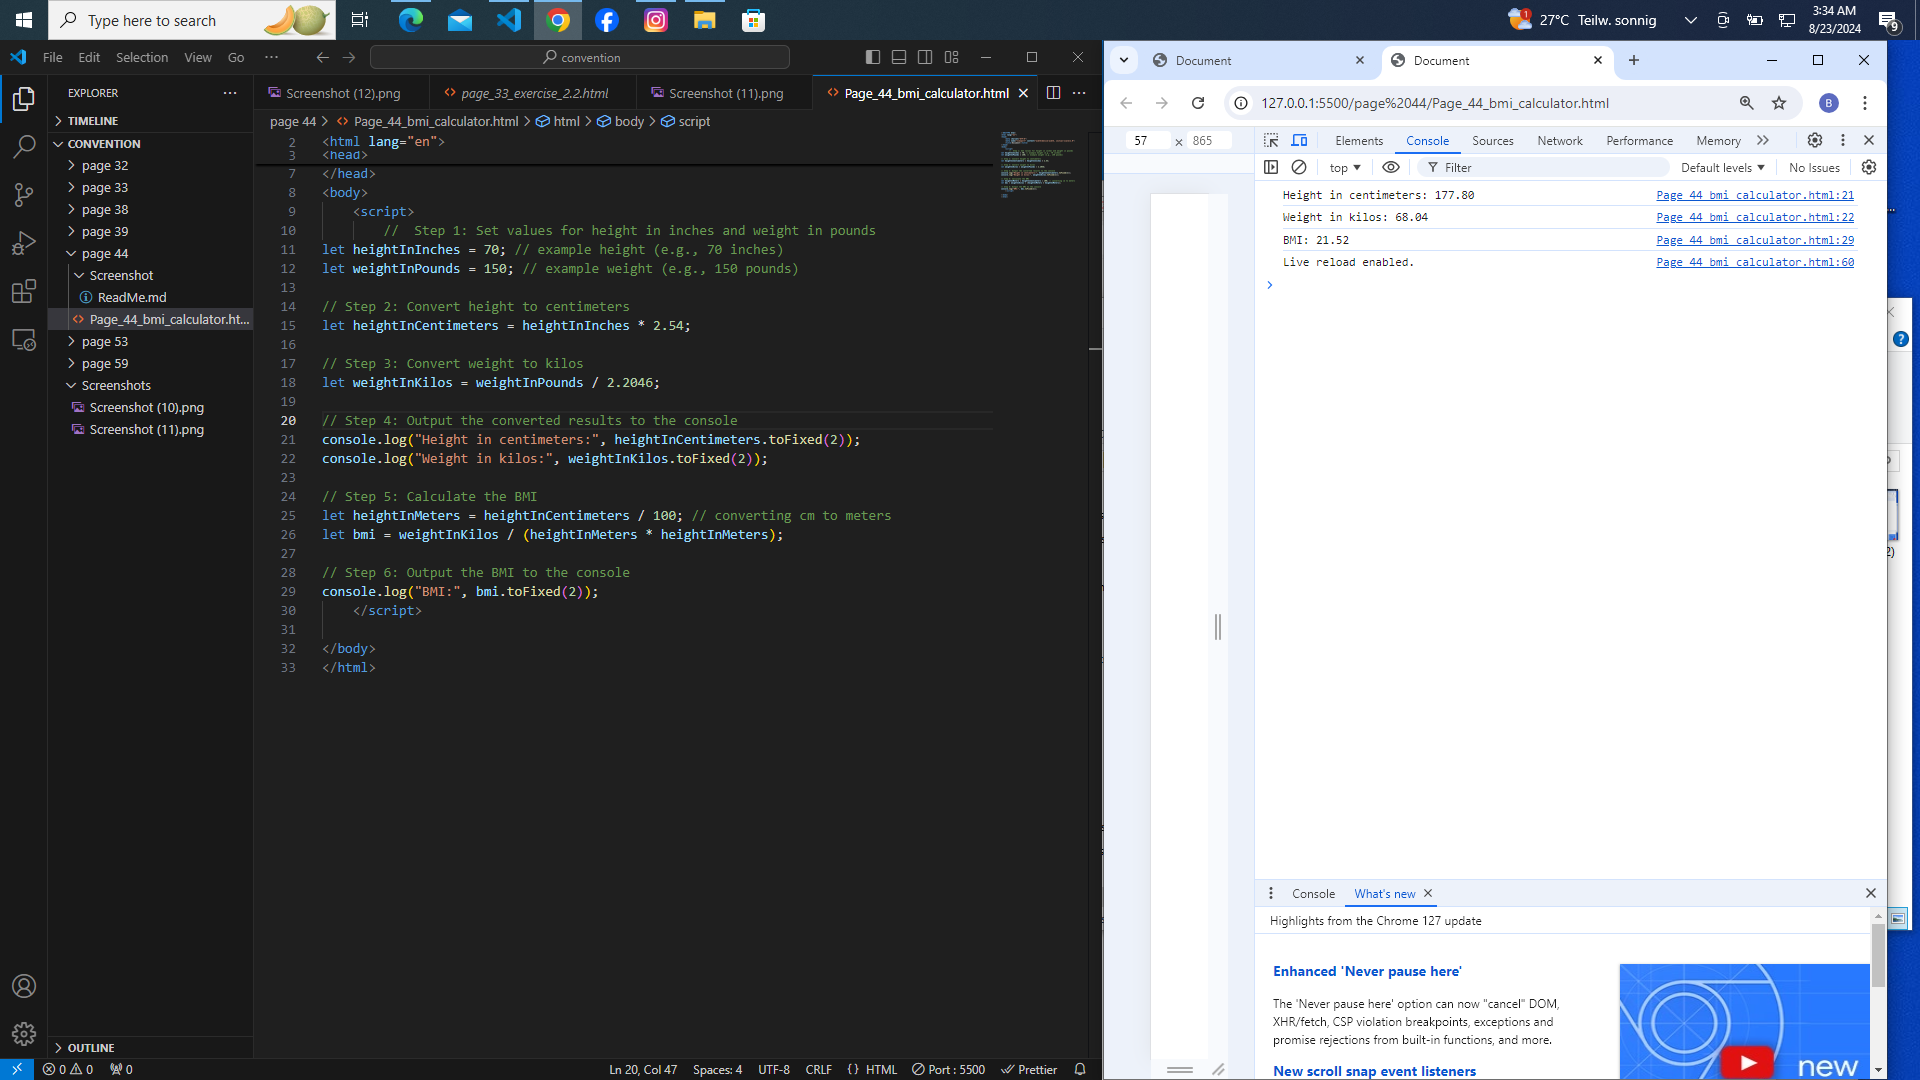 Type here to search
27°C Teilw. sonnig
3:34 AM
8/23/2024
9
File Edit Selection View Go ···
convention
EXPLORER
TIMELINE
CONVENTION
page 32
page 33
page 38
page 39
page 44
Screenshot
ReadMe.md
Page_44_bmi_calculator.ht...
page 53
page 59
Screenshots
Screenshot (10).png
Screenshot (11).png
OUTLINE
Screenshot (12).png
page_33_exercise_2.2.html
Screenshot (11).png
Page_44_bmi_calculator.html
page 44 > Page_44_bmi_calculator.html > html > body > script
2 <html lang="en">
3 <head>
7 </head>
8 <body>
9 <script>
10 //  Step 1: Set values for height in inches and weight in pounds
11 let heightInInches = 70; // example height (e.g., 70 inches)
12 let weightInPounds = 150; // example weight (e.g., 150 pounds)
13
14 // Step 2: Convert height to centimeters
15 let heightInCentimeters = heightInInches * 2.54;
16
17 // Step 3: Convert weight to kilos
18 let weightInKilos = weightInPounds / 2.2046;
19
20 // Step 4: Output the converted results to the console
21 console.log("Height in centimeters:", heightInCentimeters.toFixed(2));
22 console.log("Weight in kilos:", weightInKilos.toFixed(2));
23
24 // Step 5: Calculate the BMI
25 let heightInMeters = heightInCentimeters / 100; // converting cm to meters
26 let bmi = weightInKilos / (heightInMeters * heightInMeters);
27
28 // Step 6: Output the BMI to the console
29 console.log("BMI:", bmi.toFixed(2));
30 </script>
31
32 </body>
33 </html>
0 0 0
Ln 20, Col 47 Spaces: 4 UTF-8 CRLF HTML Port : 5500 Prettier
Document
Document
127.0.0.1:5500/page%2044/Page_44_bmi_calculator.html
B
57 × 865
Elements Console Sources Network Performance Memory
top Filter Default levels No Issues
Height in centimeters: 177.80 Page_44_bmi_calculator.html:21
Weight in kilos: 68.04 Page_44_bmi_calculator.html:22
BMI: 21.52 Page_44_bmi_calculator.html:29
Live reload enabled. Page_44_bmi_calculator.html:60
Console What's new
Highlights from the Chrome 127 update
Enhanced 'Never pause here'
The 'Never pause here' option can now "cancel" DOM,
XHR/fetch, CSP violation breakpoints, exceptions and
promise rejections from built-in functions, and more.
New scroll snap event listeners
new